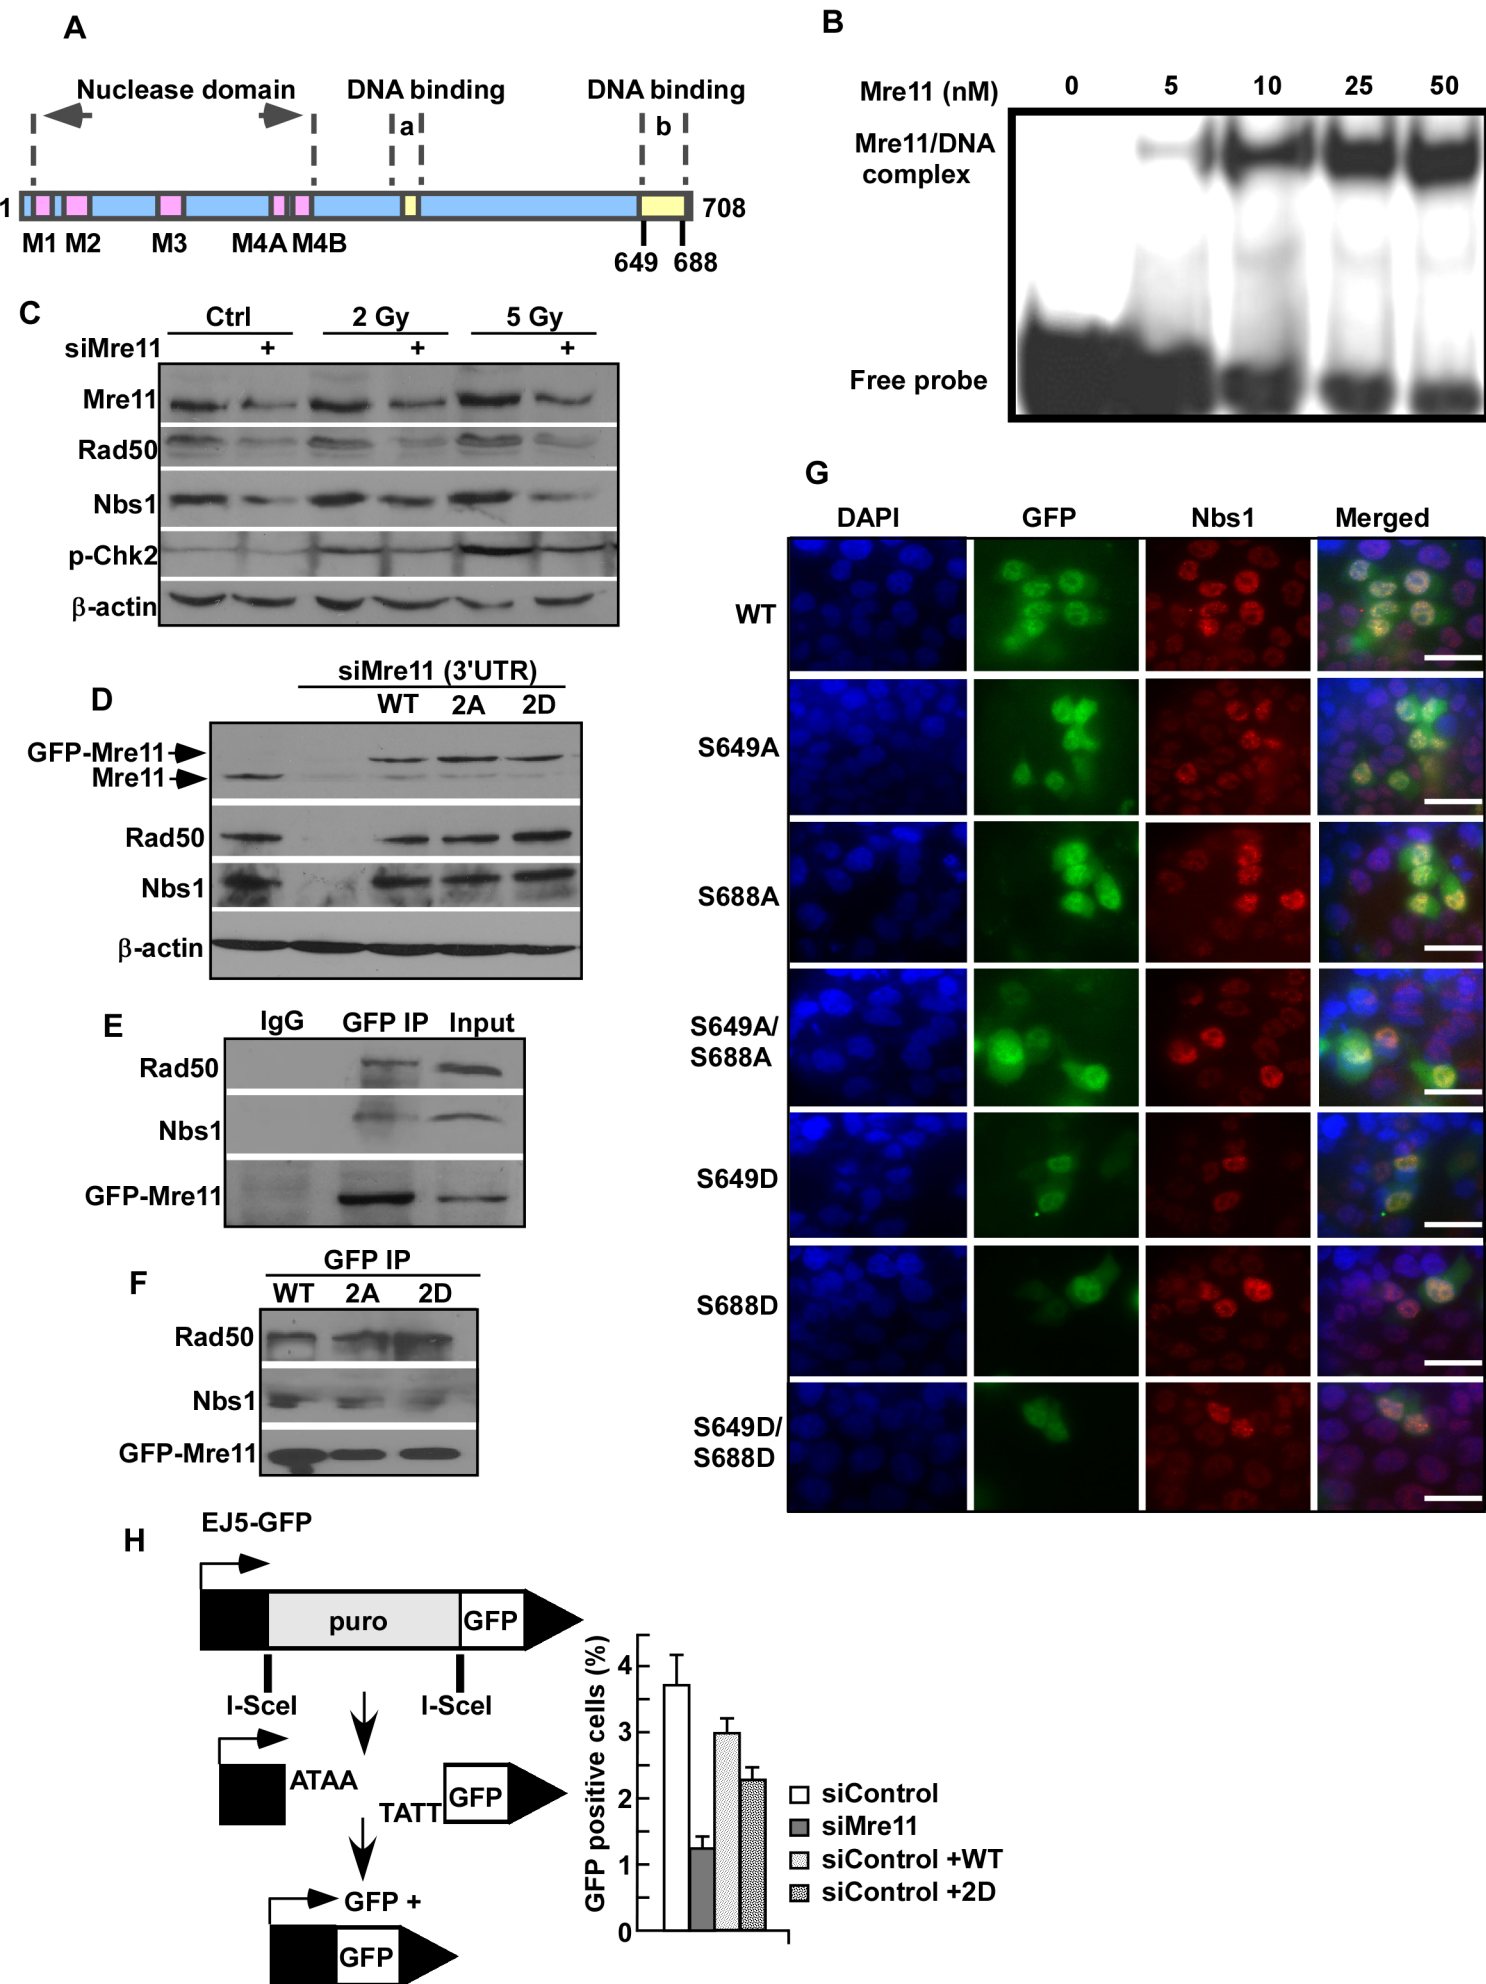 A
Nuclease domain
DNA binding
DNA binding
a
b
1
708
M1 M2 M3 M4A M4B
649 688
B
Mre11 (nM) 0 5 10 25 50
Mre11/DNA
complex
Free probe
C
Ctrl 2 Gy 5 Gy
siMre11 + + +
Mre11
Rad50
Nbs1
p-Chk2
β-actin
D
siMre11 (3'UTR)
WT 2A 2D
GFP-Mre11
Mre11
Rad50
Nbs1
β-actin
E
IgG GFP IP Input
Rad50
Nbs1
GFP-Mre11
F
GFP IP
WT 2A 2D
Rad50
Nbs1
GFP-Mre11
G
DAPI GFP Nbs1 Merged
WT
S649A
S688A
S649A/
S688A
S649D
S688D
S649D/
S688D
H
EJ5-GFP
puro
GFP
I-SceI I-SceI
ATAA
TATT
GFP
GFP +
GFP
GFP positive cells (%)
4
3
2
1
0
siControl
siMre11
siControl +WT
siControl +2D